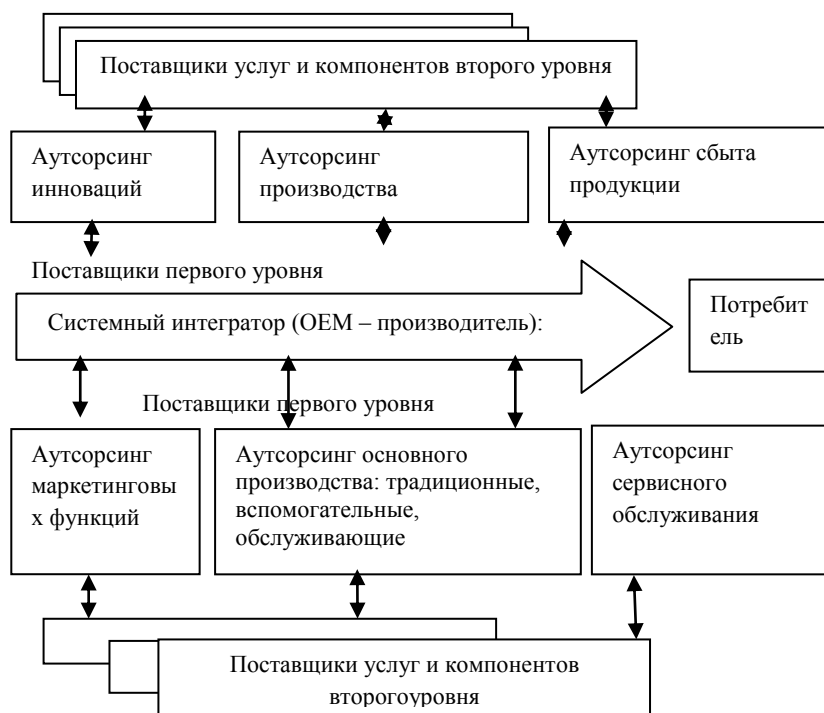 Поставщики услуг и компонентов второго уровня
Аутсорсинг
инноваций
Аутсорсинг
производства
Аутсорсинг сбыта
продукции
Поставщики первого уровня
Системный интегратор (ОЕМ – производитель):
Потребит
ель
Поставщики первого уровня
Аутсорсинг
маркетинговы
х функций
Аутсорсинг основного
производства: традиционные,
вспомогательные,
обслуживающие
Аутсорсинг
сервисного
обслуживания
Поставщики услуг и компонентов
второгоуровня